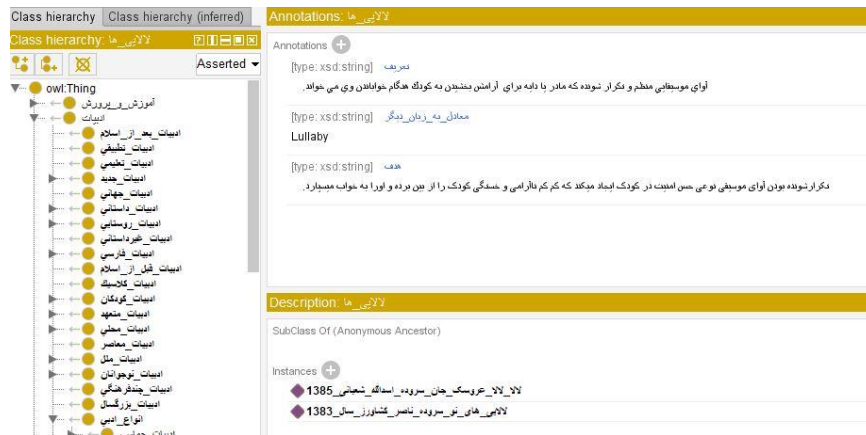 Class hierarchy Class hierarchy (inferred)
Class hierarchy: لالایی_ها
Asserted
owl:Thing
آموزش_و_پرورش
ادبیات
ادبیات_بعد_از_اسلام
ادبیات_تطبیقی
ادبیات_تعلیمی
ادبیات_جدید
ادبیات_جهانی
ادبیات_داستانی
ادبیات_روستایی
ادبیات_غیرداستانی
ادبیات_فارسی
ادبیات_قبل_از_اسلام
ادبیات_کلاسیك
ادبیات_کودکان
ادبیات_متعهد
ادبیات_محلی
ادبیات_معاصر
ادبیات_ملل
ادبیات_نوجوانان
ادبیات_چندفرهنگی
ادبیات_بزرگسال
انواع_ادبی
Annotations: لالایی_ها
Annotations
[type: xsd:string] تعریف
آوای موسیقایی منظم و تکرار شونده که مادر یا دایه برای آرامش بخشیدن به کودك هنگام خواباندن وی می خواند.
[type: xsd:string] معادل_به_زبان_دیگر
Lullaby
[type: xsd:string] هدف
تکرارشونده بودن آوای موسیقی نوعی حس امنیت در کودک ایجاد میکند که کم کم ناآرامی و خستگی کودک را از بین برده و اورا به خواب میسپارد.
Description: لالایی_ها
SubClass Of (Anonymous Ancestor)
Instances
لالا_لالا_عروسک_جان_سروده_اسدالله_شعبانی_1385
لالایی_های_نو_سروده_ناصر_کشاورز_سال_1383